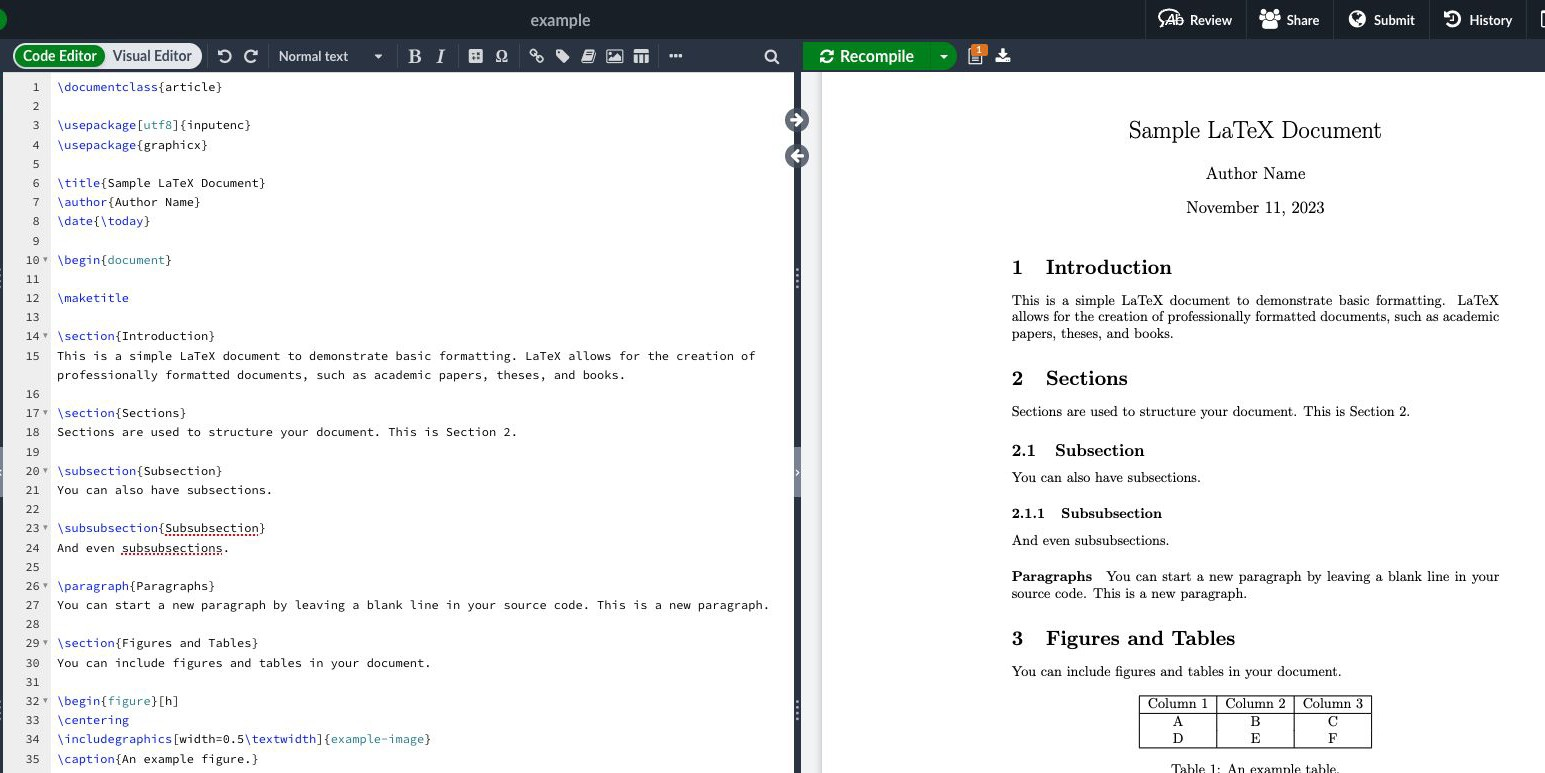 example
Review
Share
Submit
History
Code Editor
Visual Editor
Normal text
B I
Ω
Recompile
1
1 \documentclass{article}
2
3 \usepackage[utf8]{inputenc}
4 \usepackage{graphicx}
5
6 \title{Sample LaTeX Document}
7 \author{Author Name}
8 \date{\today}
9
10 \begin{document}
11
12 \maketitle
13
14 \section{Introduction}
15 This is a simple LaTeX document to demonstrate basic formatting. LaTeX allows for the creation of
professionally formatted documents, such as academic papers, theses, and books.
16
17 \section{Sections}
18 Sections are used to structure your document. This is Section 2.
19
20 \subsection{Subsection}
21 You can also have subsections.
22
23 \subsubsection{Subsubsection}
24 And even subsubsections.
25
26 \paragraph{Paragraphs}
27 You can start a new paragraph by leaving a blank line in your source code. This is a new paragraph.
28
29 \section{Figures and Tables}
30 You can include figures and tables in your document.
31
32 \begin{figure}[h]
33 \centering
34 \includegraphics[width=0.5\textwidth]{example-image}
35 \caption{An example figure.}
Sample LaTeX Document
Author Name
November 11, 2023
1 Introduction
This is a simple LaTeX document to demonstrate basic formatting. LaTeX
allows for the creation of professionally formatted documents, such as academic
papers, theses, and books.
2 Sections
Sections are used to structure your document. This is Section 2.
2.1 Subsection
You can also have subsections.
2.1.1 Subsubsection
And even subsubsections.
Paragraphs You can start a new paragraph by leaving a blank line in your
source code. This is a new paragraph.
3 Figures and Tables
You can include figures and tables in your document.
Column 1 Column 2 Column 3
A B C
D E F
Table 1: An example table.